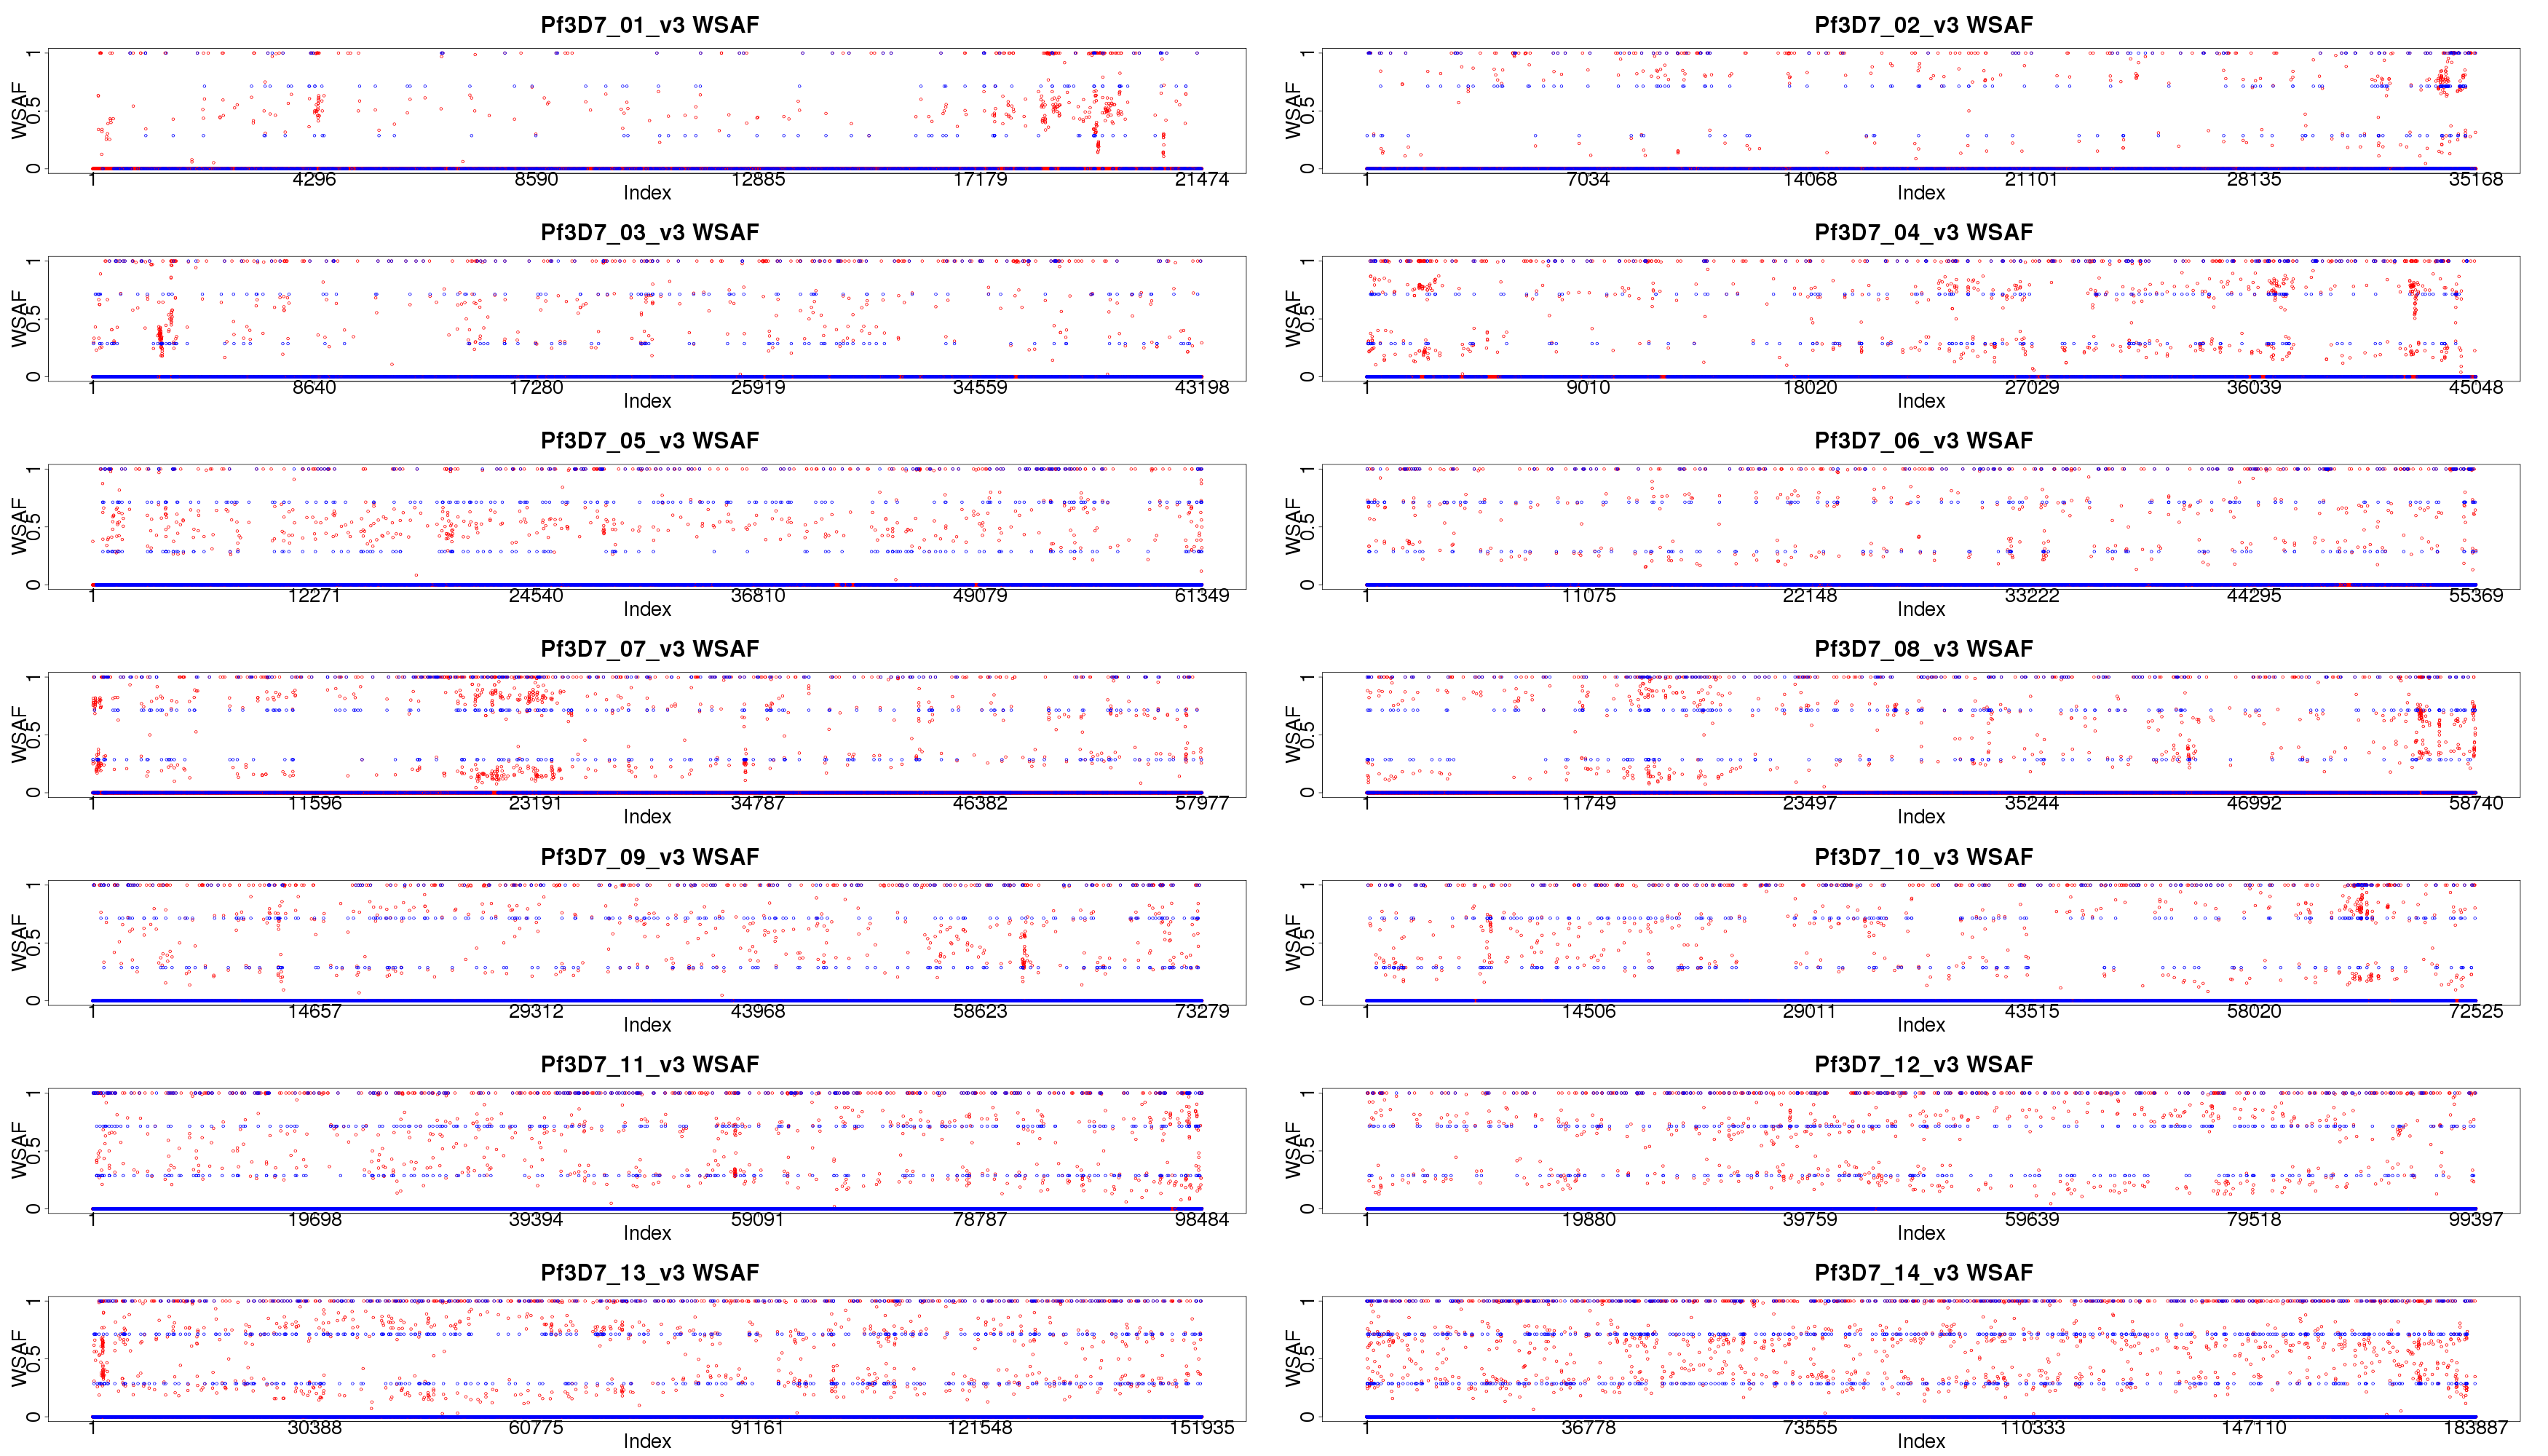 Pf3D7_01_v3 WSAF
WSAF
0 0.5 1
1 4296 8590 12885 17179 21474
Index
Pf3D7_02_v3 WSAF
WSAF
0 0.5 1
1 7034 14068 21101 28135 35168
Index
Pf3D7_03_v3 WSAF
WSAF
0 0.5 1
1 8640 17280 25919 34559 43198
Index
Pf3D7_04_v3 WSAF
WSAF
0 0.5 1
1 9010 18020 27029 36039 45048
Index
Pf3D7_05_v3 WSAF
WSAF
0 0.5 1
1 12271 24540 36810 49079 61349
Index
Pf3D7_06_v3 WSAF
WSAF
0 0.5 1
1 11075 22148 33222 44295 55369
Index
Pf3D7_07_v3 WSAF
WSAF
0 0.5 1
1 11596 23191 34787 46382 57977
Index
Pf3D7_08_v3 WSAF
WSAF
0 0.5 1
1 11749 23497 35244 46992 58740
Index
Pf3D7_09_v3 WSAF
WSAF
0 0.5 1
1 14657 29312 43968 58623 73279
Index
Pf3D7_10_v3 WSAF
WSAF
0 0.5 1
1 14506 29011 43515 58020 72525
Index
Pf3D7_11_v3 WSAF
WSAF
0 0.5 1
1 19698 39394 59091 78787 98484
Index
Pf3D7_12_v3 WSAF
WSAF
0 0.5 1
1 19880 39759 59639 79518 99397
Index
Pf3D7_13_v3 WSAF
WSAF
0 0.5 1
1 30388 60775 91161 121548 151935
Index
Pf3D7_14_v3 WSAF
WSAF
0 0.5 1
1 36778 73555 110333 147110 183887
Index